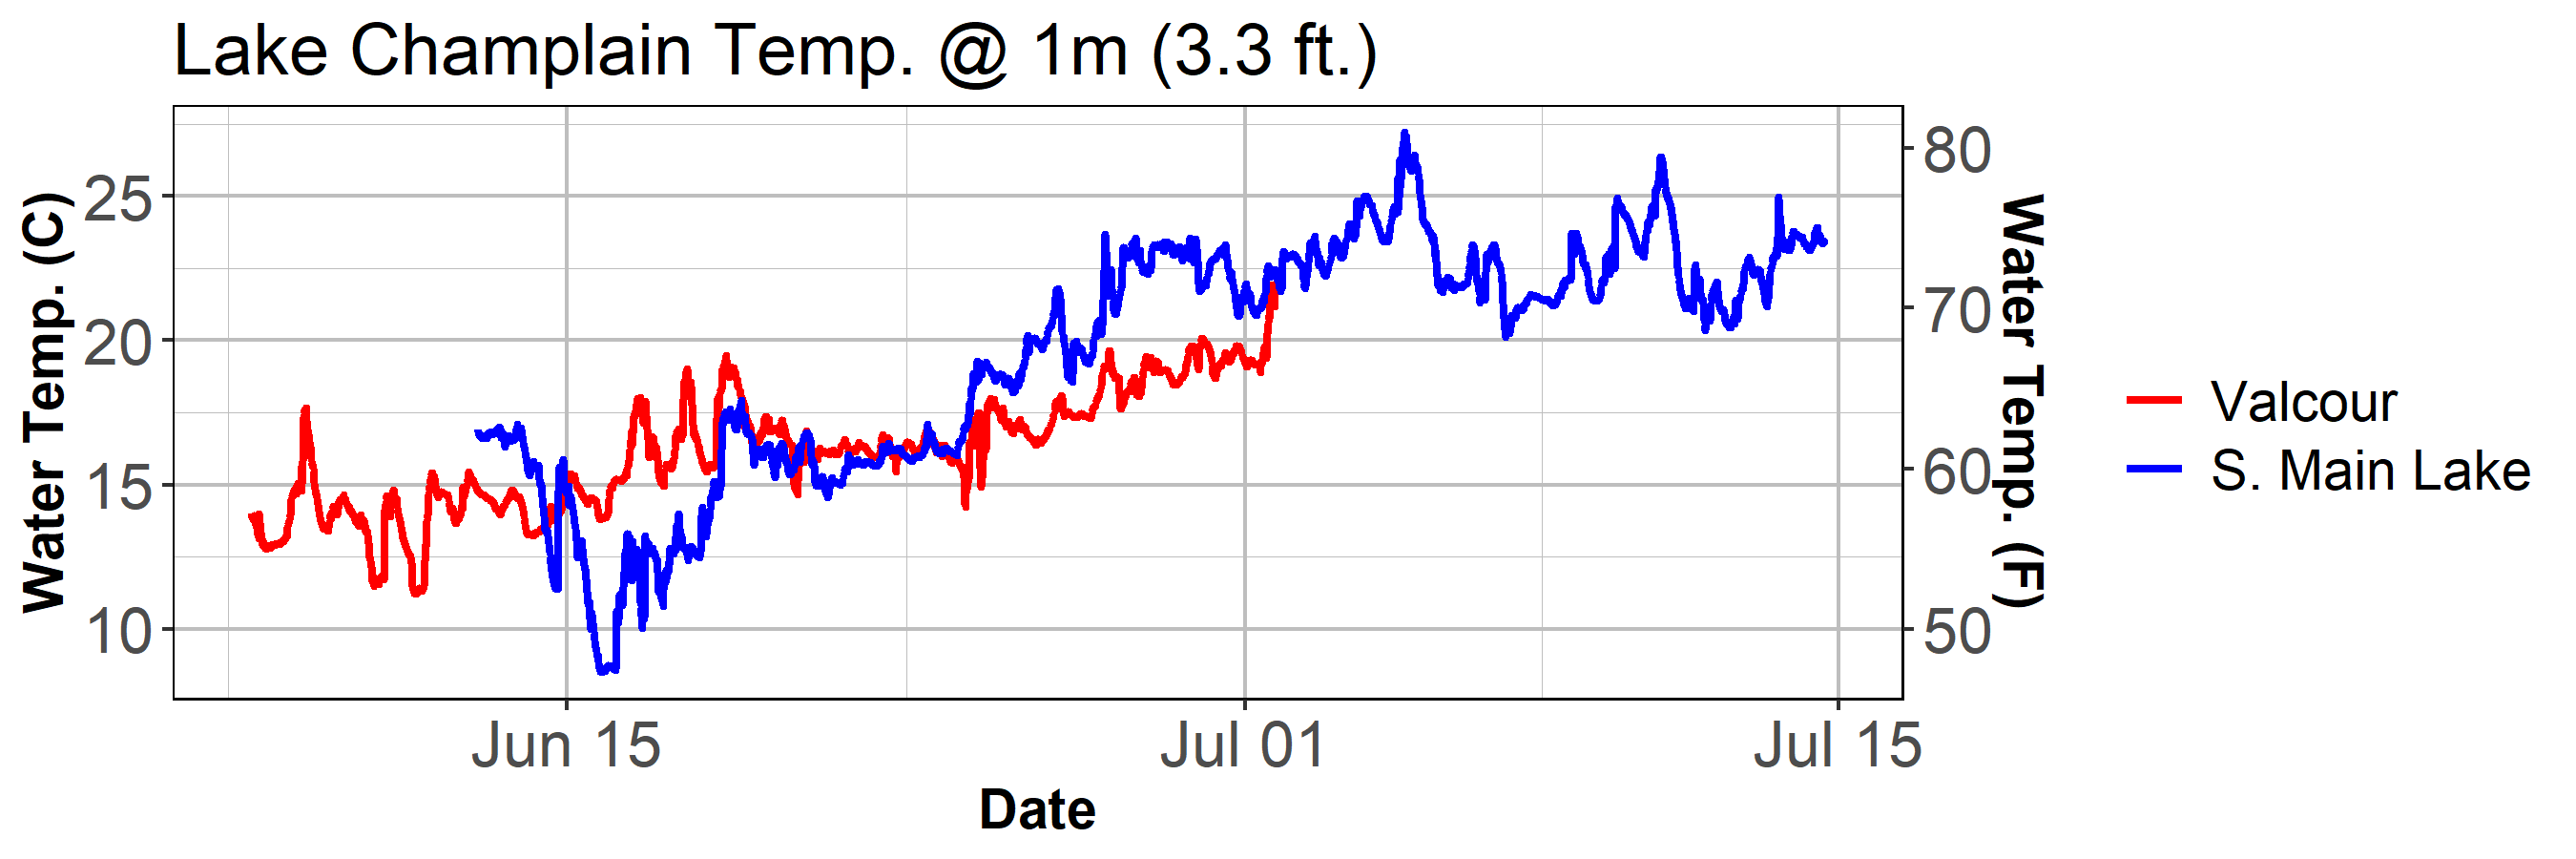 Lake Champlain Temp. @ 1m (3.3 ft.)
Water Temp. (C)
25
20
15
10
80
70
60
50
Water Temp. (F)
Jun 15
Jul 01
Jul 15
Date
Valcour
S. Main Lake